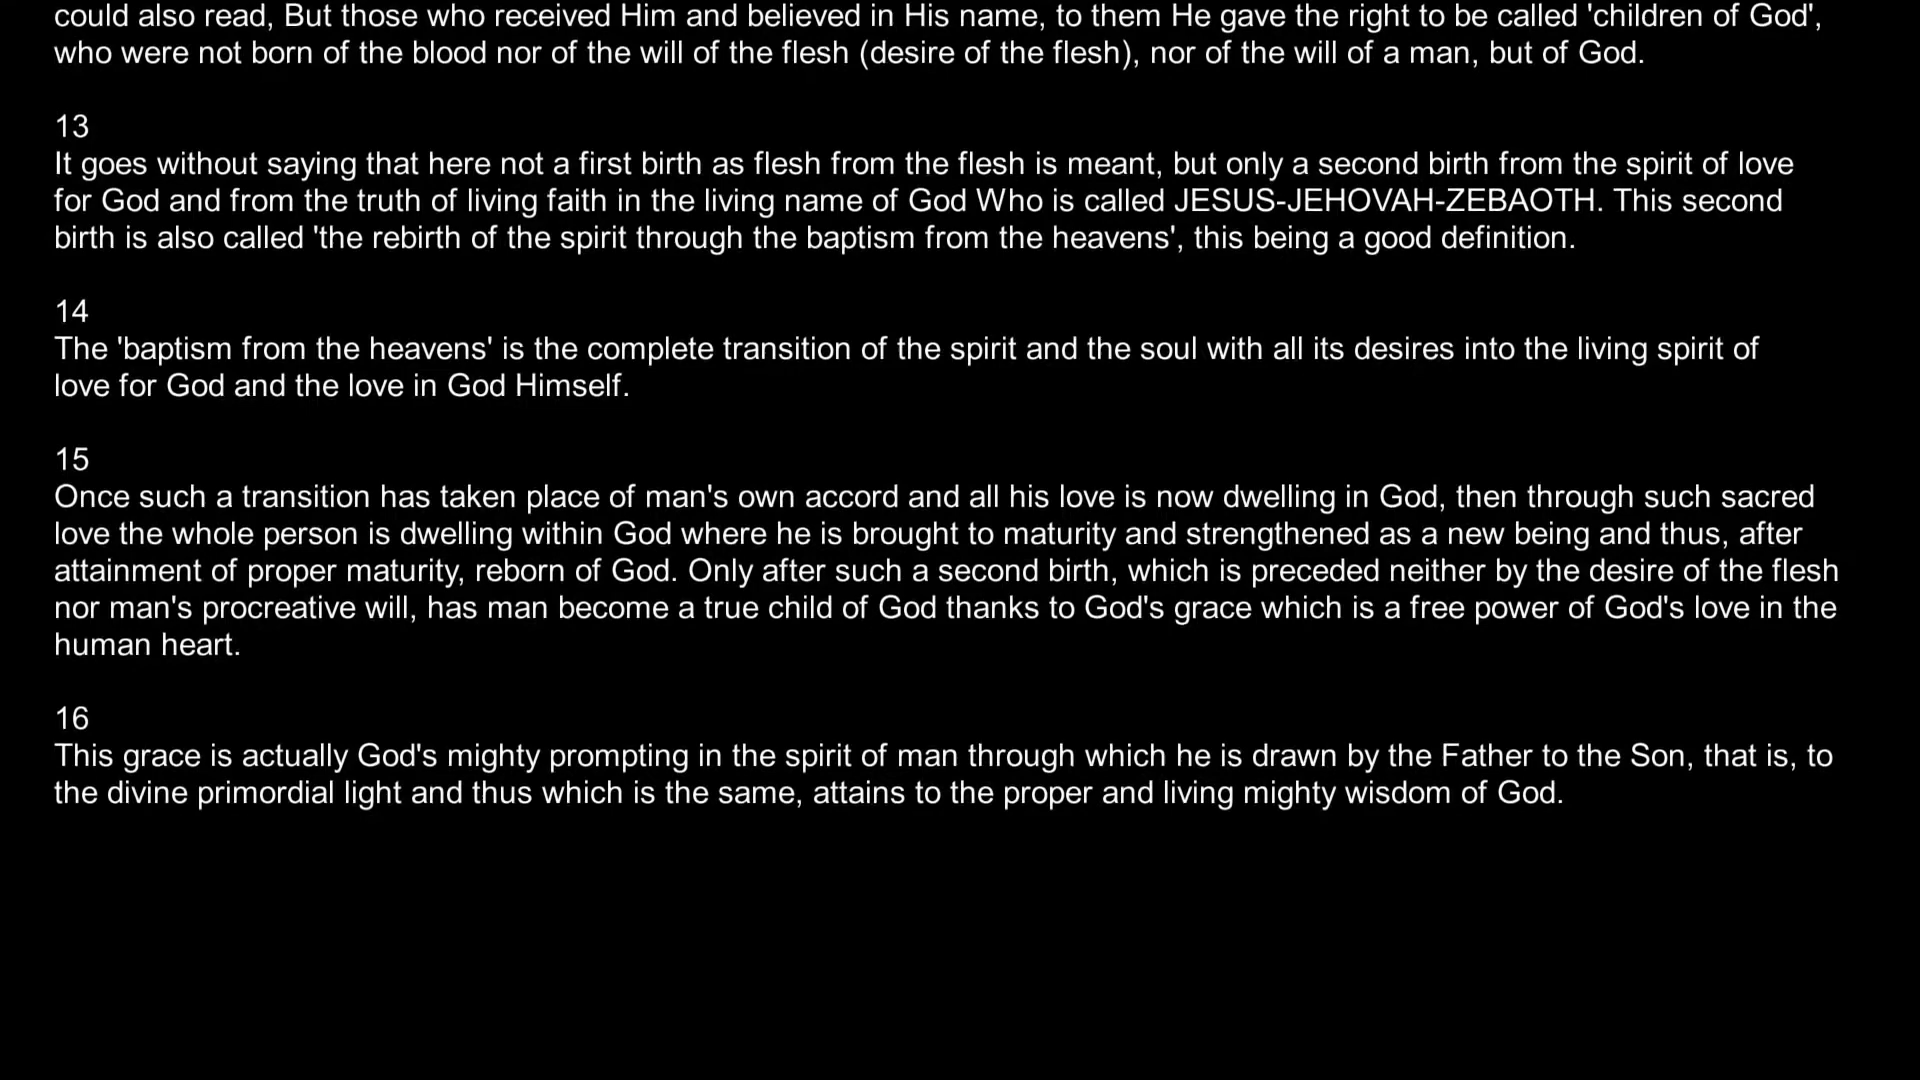 could also read, But those who received Him and believed in His name, to them He gave the right to be called 'children of God',
who were not born of the blood nor of the will of the flesh (desire of the flesh), nor of the will of a man, but of God.
13
It goes without saying that here not a first birth as flesh from the flesh is meant, but only a second birth from the spirit of love
for God and from the truth of living faith in the living name of God Who is called JESUS-JEHOVAH-ZEBAOTH. This second
birth is also called 'the rebirth of the spirit through the baptism from the heavens', this being a good definition.
14
The 'baptism from the heavens' is the complete transition of the spirit and the soul with all its desires into the living spirit of
love for God and the love in God Himself.
15
Once such a transition has taken place of man's own accord and all his love is now dwelling in God, then through such sacred
love the whole person is dwelling within God where he is brought to maturity and strengthened as a new being and thus, after
attainment of proper maturity, reborn of God. Only after such a second birth, which is preceded neither by the desire of the flesh
nor man's procreative will, has man become a true child of God thanks to God's grace which is a free power of God's love in the
human heart.
16
This grace is actually God's mighty prompting in the spirit of man through which he is drawn by the Father to the Son, that is, to
the divine primordial light and thus which is the same, attains to the proper and living mighty wisdom of God.